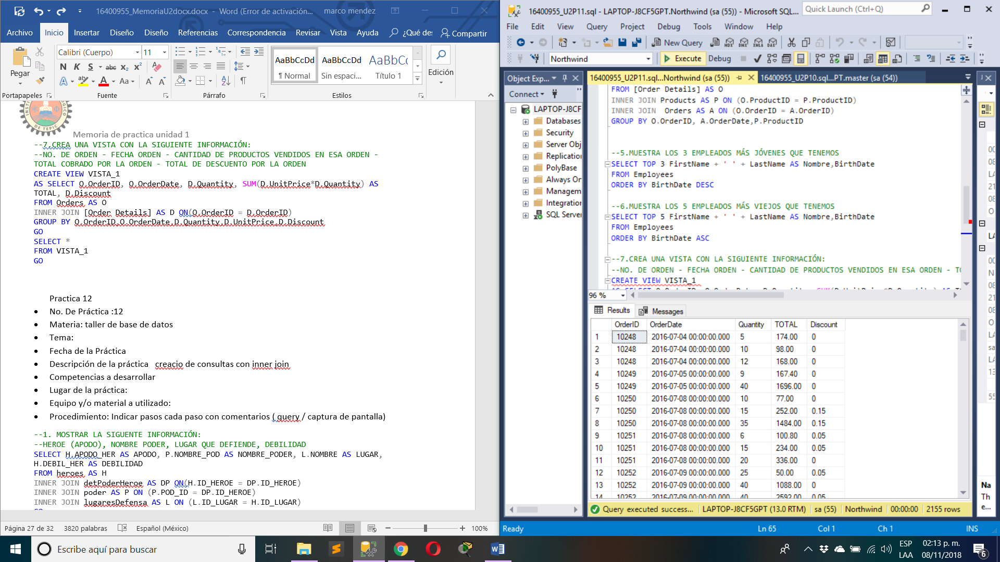 16400955_MemoriaU2docx.docx - Word (Error de activación... marco mendez
Archivo Inicio Insertar Diseño Diseño Referencias Correspondencia Revisar Vista Ayuda ¿Qué de: Compartir
Pegar
Calibri (Cuerpo) 11
N K S abc x₂ x²
A ab A Aa A A
AaBbCcDd AaBbCcDd AaBbCc
¶ Normal Sin espaci... Título 1
Edición
Portapapeles Fuente Párrafo Estilos
DE TEPIC
Memoria de practica unidad 1
--7.CREA UNA VISTA CON LA SIGUIENTE INFORMACIÓN:
--NO. DE ORDEN - FECHA ORDEN - CANTIDAD DE PRODUCTOS VENDIDOS EN ESA ORDEN -
TOTAL COBRADO POR LA ORDEN - TOTAL DE DESCUENTO POR LA ORDEN
CREATE VIEW VISTA_1
AS SELECT O.OrderID, O.OrderDate, D.Quantity, SUM(D.UnitPrice*D.Quantity) AS
TOTAL, D.Discount
FROM Orders AS O
INNER JOIN [Order Details] AS D ON(O.OrderID = D.OrderID)
GROUP BY O.OrderID,O.OrderDate,D.Quantity,D.UnitPrice,D.Discount
GO
SELECT *
FROM VISTA_1
GO
Practica 12
• No. De Práctica :12
• Materia: taller de base de datos
• Tema:
• Fecha de la Práctica
• Descripción de la práctica creacio de consultas con inner join
• Competencias a desarrollar
• Lugar de la práctica:
• Equipo y/o material a utilizado:
• Procedimiento: Indicar pasos cada paso con comentarios ( query / captura de pantalla)
--1. MOSTRAR LA SIGUENTE INFORMACIÓN:
--HEROE (APODO), NOMBRE PODER, LUGAR QUE DEFIENDE, DEBILIDAD
SELECT H.APODO_HER AS APODO, P.NOMBRE_POD AS NOMBRE_PODER, L.NOMBRE AS LUGAR,
H.DEBIL_HER AS DEBILIDAD
FROM heroes AS H
INNER JOIN detPoderHeroe AS DP ON(H.ID_HEROE = DP.ID_HEROE)
INNER JOIN poder AS P ON (P.POD_ID = DP.ID_HEROE)
INNER JOIN lugaresDefensa AS L ON (L.ID_LUGAR = H.ID_LUGAR)
Página 27 de 32 3820 palabras Español (México) 100%
16400955_U2P11.sql - LAPTOP-J8CF5GPT.Northwind (sa (55)) - Microsoft SQL... Quick Launch (Ctrl+Q)
File Edit View Query Project Debug Tools Window Help
New Query MDX DMX XMLA DAX
Northwind Execute Debug
Object Exp...
Connect
LAPTOP-J8CF
Databases
Security
Server Obj
Replication
PolyBase
Always On
Managem
Integration
SQL Server
16400955_U2P11.sql...Northwind (sa (55)) 16400955_U2P10.sql...PT.master (sa (54))
FROM [Order Details] AS O
INNER JOIN Products AS P ON (O.ProductID = P.ProductID)
INNER JOIN Orders AS A ON (O.OrderID = A.OrderID)
GROUP BY O.OrderID, A.OrderDate,P.ProductID
--5.MUESTRA LOS 3 EMPLEADOS MÁS JÓVENES QUE TENEMOS
SELECT TOP 3 FirstName + ' ' + LastName AS Nombre,BirthDate
FROM Employees
ORDER BY BirthDate DESC
--6.MUESTRA LOS 5 EMPLEADOS MÁS VIEJOS QUE TENEMOS
SELECT TOP 5 FirstName + ' ' + LastName AS Nombre,BirthDate
FROM Employees
ORDER BY BirthDate ASC
--7.CREA UNA VISTA CON LA SIGUIENTE INFORMACIÓN:
--NO. DE ORDEN - FECHA ORDEN - CANTIDAD DE PRODUCTOS VENDIDOS EN ESA ORDEN - TO
CREATE VIEW VISTA_1
96 %
Results Messages
OrderID OrderDate Quantity TOTAL Discount
1 10248 2016-07-04 00:00:00.000 5 174.00 0
2 10248 2016-07-04 00:00:00.000 10 98.00 0
3 10248 2016-07-04 00:00:00.000 12 168.00 0
4 10249 2016-07-05 00:00:00.000 9 167.40 0
5 10249 2016-07-05 00:00:00.000 40 1696.00 0
6 10250 2016-07-08 00:00:00.000 10 77.00 0
7 10250 2016-07-08 00:00:00.000 15 252.00 0.15
8 10250 2016-07-08 00:00:00.000 35 1484.00 0.15
9 10251 2016-07-08 00:00:00.000 6 100.80 0.05
10 10251 2016-07-08 00:00:00.000 15 234.00 0.05
11 10251 2016-07-08 00:00:00.000 20 336.00 0
12 10252 2016-07-09 00:00:00.000 25 50.00 0.05
13 10252 2016-07-09 00:00:00.000 40 1088.00 0
14 10252 2016-07-09 00:00:00.000 40 2592.00 0.05
Query executed success... LAPTOP-J8CF5GPT (13.0 RTM) sa (55) Northwind 00:00:00 2155 rows
Na
Th
e...
Ready Ln 65 Col 1 Ch 1 INS
Escribe aquí para buscar
ESP
LAA
02:13 p. m.
08/11/2018
6